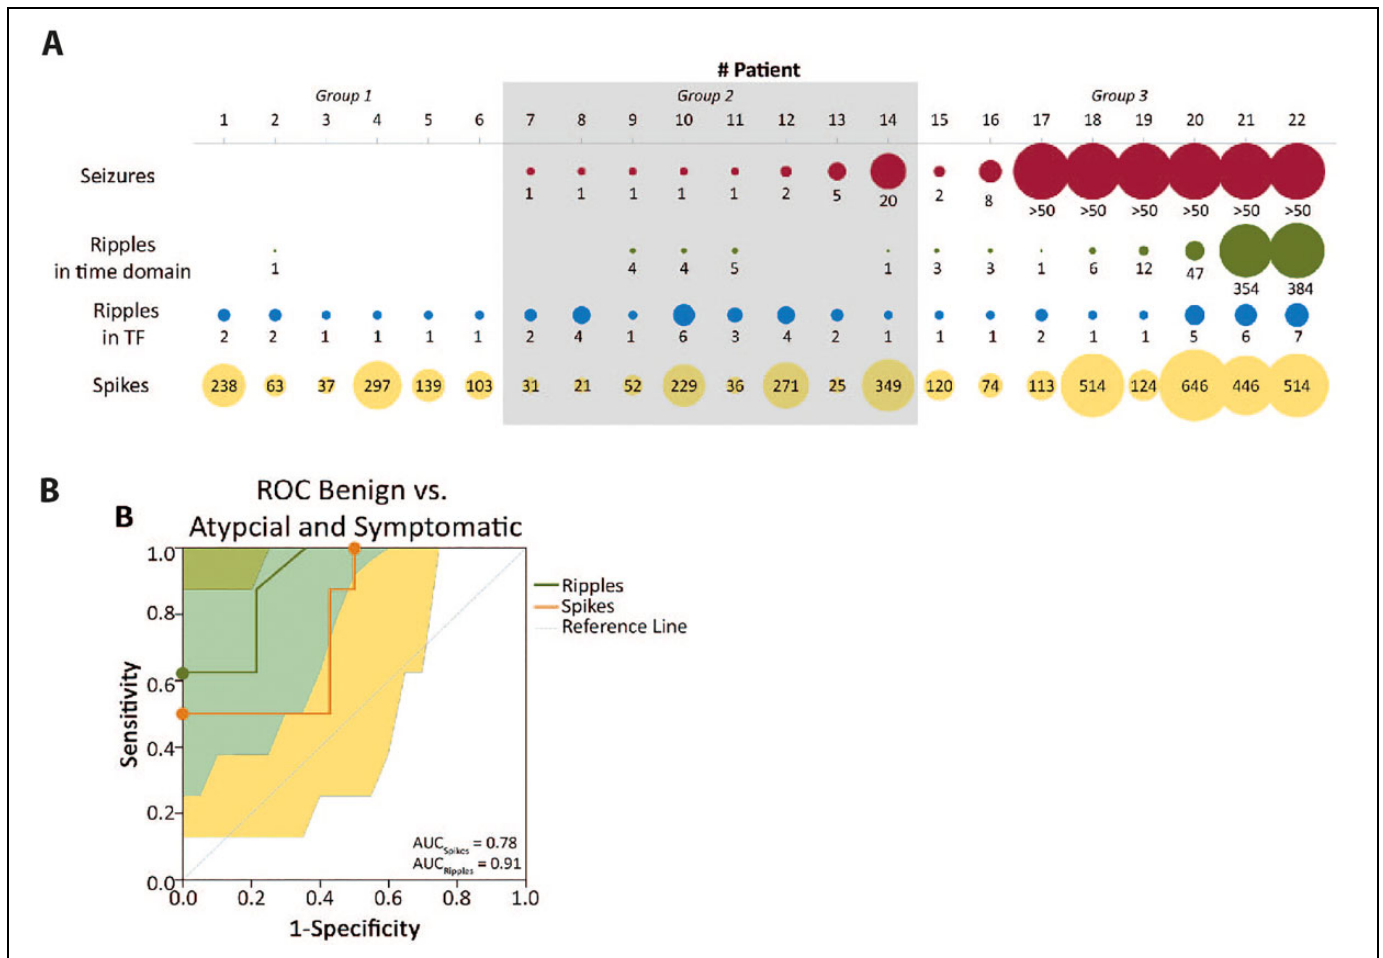 A
# Patient
Group 1 Group 2 Group 3
1 2 3 4 5 6 7 8 9 10 11 12 13 14 15 16 17 18 19 20 21 22
Seizures
1 1 1 1 1 2 5 20 2 8 >50 >50 >50 >50 >50 >50
Ripples
in time domain
1 4 4 5 1 3 3 1 6 12 47 354 384
Ripples
in TF
2 2 1 1 1 1 2 4 1 6 3 4 2 1 1 1 2 1 1 5 6 7
Spikes 238 63 37 297 139 103 31 21 52 229 36 271 25 349 120 74 113 514 124 646 446 514
B
ROC Benign vs.
B
Atypcial and Symptomatic
1.0
0.8
0.6
0.4
0.2
0.0
Sensitivity
Ripples
Spikes
Reference Line
AUCSpikes = 0.78
AUCRipples = 0.91
0.0 0.2 0.4 0.6 0.8 1.0
1-Specificity